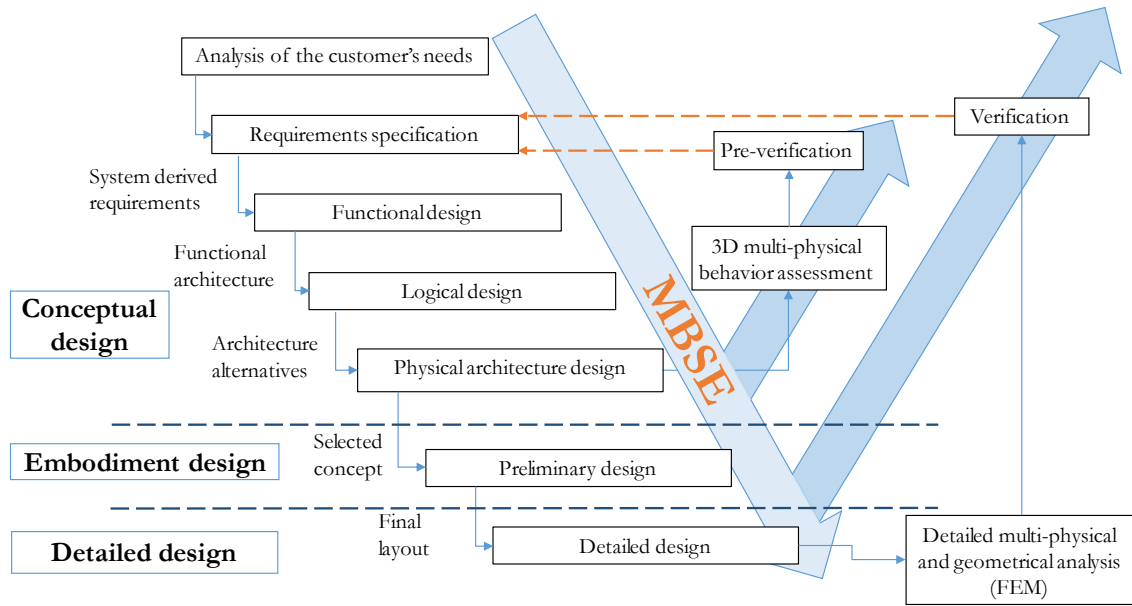 Analysis of the customer's needs
Requirements specification
Verification
Pre-verification
System derived
requirements
Functional design
Functional
architecture
3D multi-physical
behavior assessment
Logical design
Conceptual
design
MBSE
Architecture
alternatives
Physical architecture design
Embodiment design
Selected
concept
Preliminary design
Detailed design
Final
layout
Detailed design
Detailed multi-physical
and geometrical analysis
(FEM)